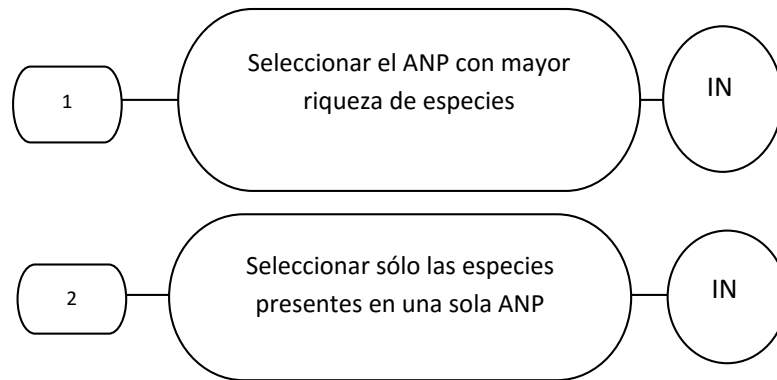 1
Seleccionar el ANP con mayor
riqueza de especies
IN
2
Seleccionar sólo las especies
presentes en una sola ANP
IN